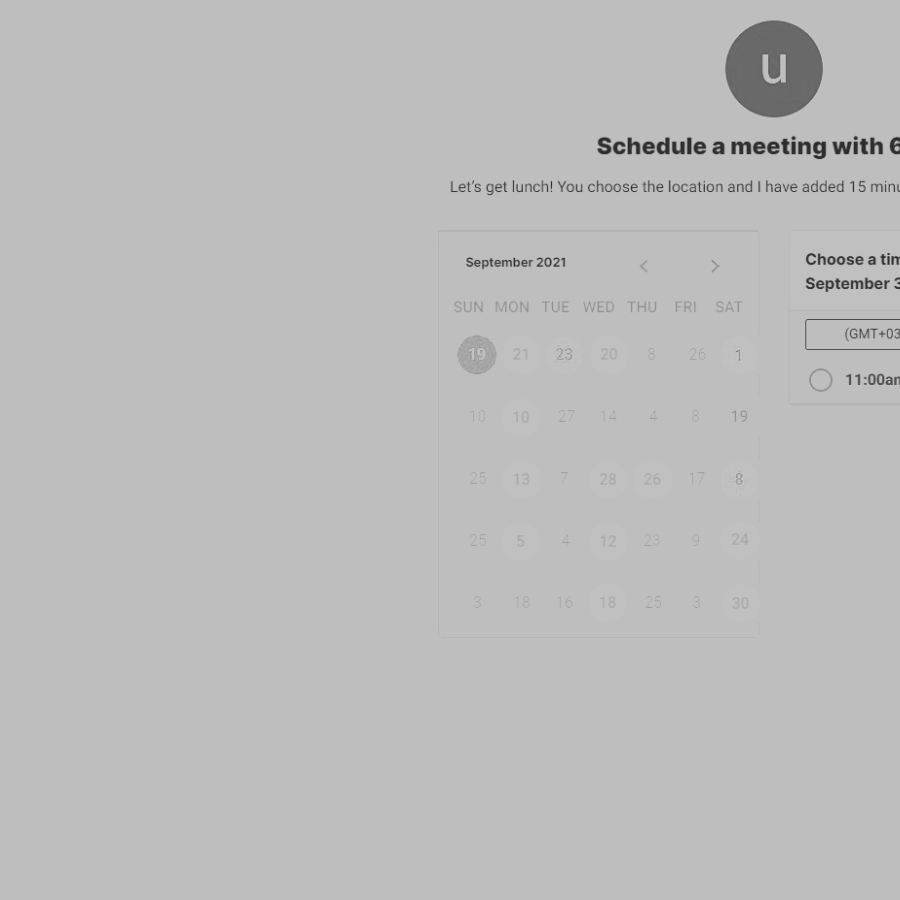 u
Schedule a meeting with 6
Let's get lunch! You choose the location and I have added 15 minu
September 2021
SUN MON TUE WED THU FRI SAT
19 21 23 20 8 26 1
10 10 27 14 4 8 19
25 13 7 28 26 17 8
25 5 4 12 23 9 24
3 18 16 18 25 3 30
Choose a tim
September 3
(GMT+03
11:00am